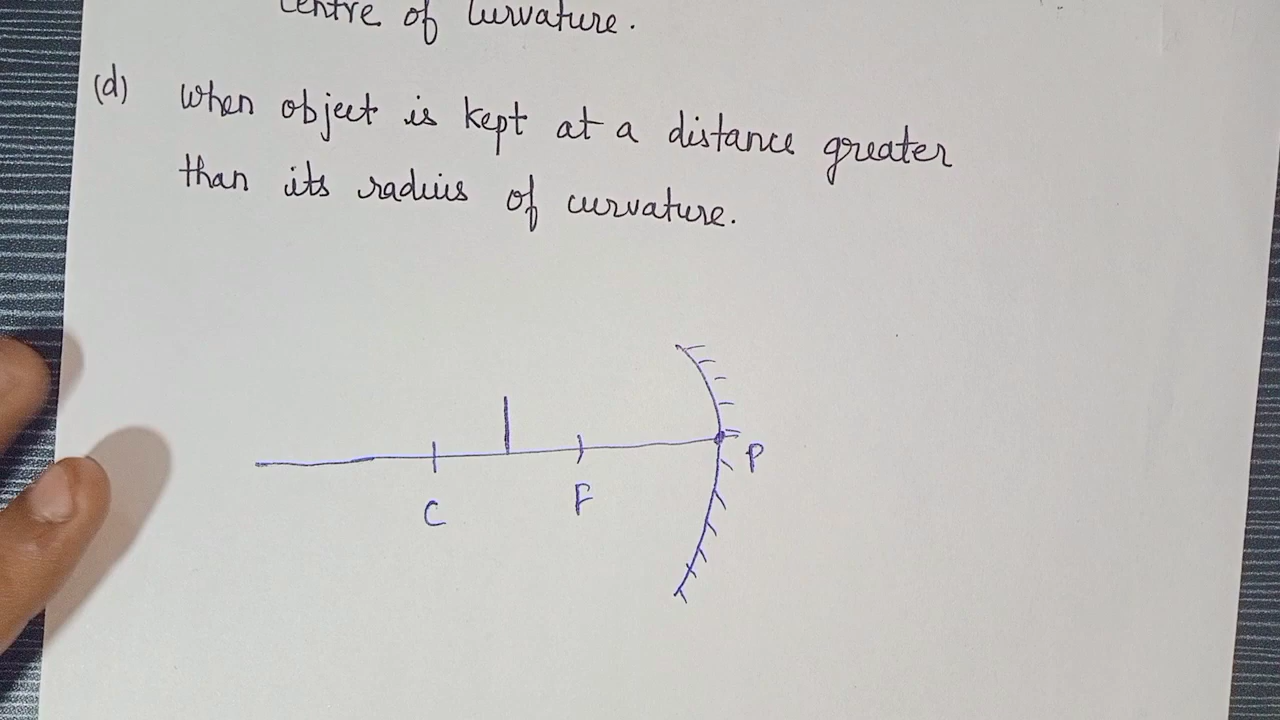 centre of Curvature.
(d) when object is kept at a distance greater
than its radius of curvature.
P
C F